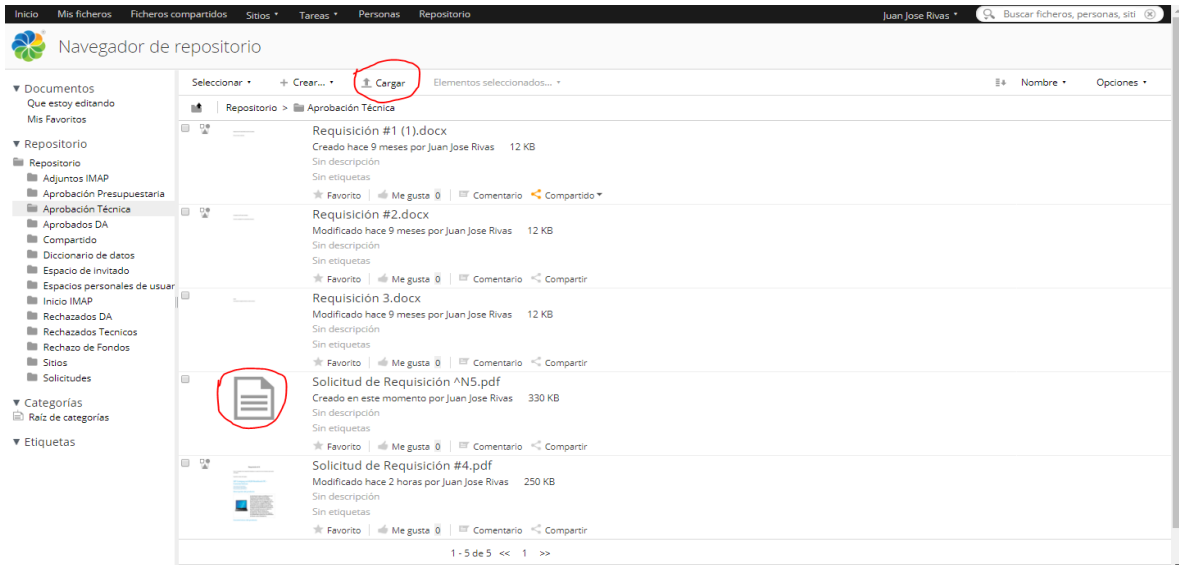 Inicio Mis ficheros Ficheros compartidos Sitios Tareas Personas Repositorio Juan Jose Rivas Buscar ficheros, personas, siti
Navegador de repositorio
Seleccionar + Crear... Cargar Elementos seleccionados... Nombre Opciones
Repositorio > Aprobación Técnica
Documentos
Que estoy editando
Mis Favoritos
Repositorio
Repositorio
Adjuntos IMAP
Aprobación Presupuestaria
Aprobación Técnica
Aprobados DA
Compartido
Diccionario de datos
Espacio de invitado
Espacios personales de usuar
Inicio IMAP
Rechazados DA
Rechazados Tecnicos
Rechazo de Fondos
Sitios
Solicitudes
Categorías
Raíz de categorías
Etiquetas
Requisición #1 (1).docx
Creado hace 9 meses por Juan Jose Rivas 12 KB
Sin descripción
Sin etiquetas
Favorito Me gusta 0 Comentario Compartido
Requisición #2.docx
Modificado hace 9 meses por Juan Jose Rivas 12 KB
Sin descripción
Sin etiquetas
Favorito Me gusta 0 Comentario Compartir
Requisición 3.docx
Modificado hace 9 meses por Juan Jose Rivas 12 KB
Sin descripción
Sin etiquetas
Favorito Me gusta 0 Comentario Compartir
Solicitud de Requisición ^N5.pdf
Creado en este momento por Juan Jose Rivas 330 KB
Sin descripción
Sin etiquetas
Favorito Me gusta 0 Comentario Compartir
Solicitud de Requisición #4.pdf
Modificado hace 2 horas por Juan Jose Rivas 250 KB
Sin descripción
Sin etiquetas
Favorito Me gusta 0 Comentario Compartir
1 - 5 de 5 << 1 >>